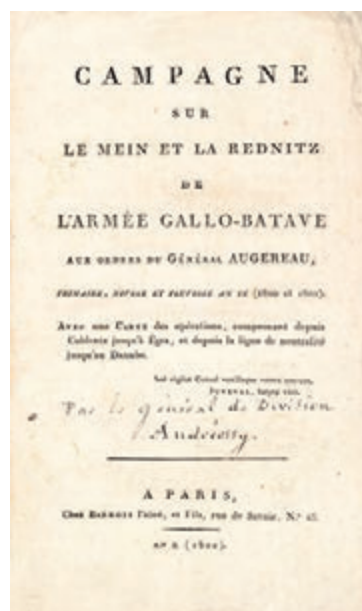 CAMPAGNE
SUR
LE MEIN ET LA REDNITZ
DE
L'ARMÉE GALLO-BATAVE
AUX ORDRES DU GÉNÉRAL AUGEREAU,
FRIMAIRE, NIVOSE ET PLUVIOSE AN IX (1800 et 1801).
AVEC une CARTE des opérations, comprenant depuis
jusqu'à Égra, et depuis la ligne de neutralité
jusqu'au Danube.
JUVENAL,
Par le général de Division
Andréossy.
A PARIS,
Chez BARROIS l'aîné, et Fils, rue de Savoie, N.°
(1802).